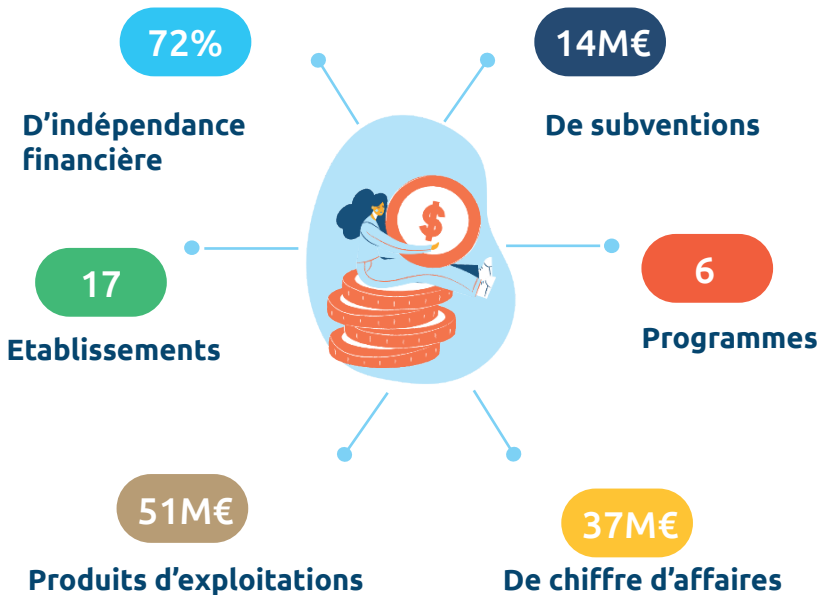 72%
D’indépendance
financière
14M€
De subventions
17
Etablissements
$
6
Programmes
51M€
Produits d’exploitations
37M€
De chiffre d’affaires